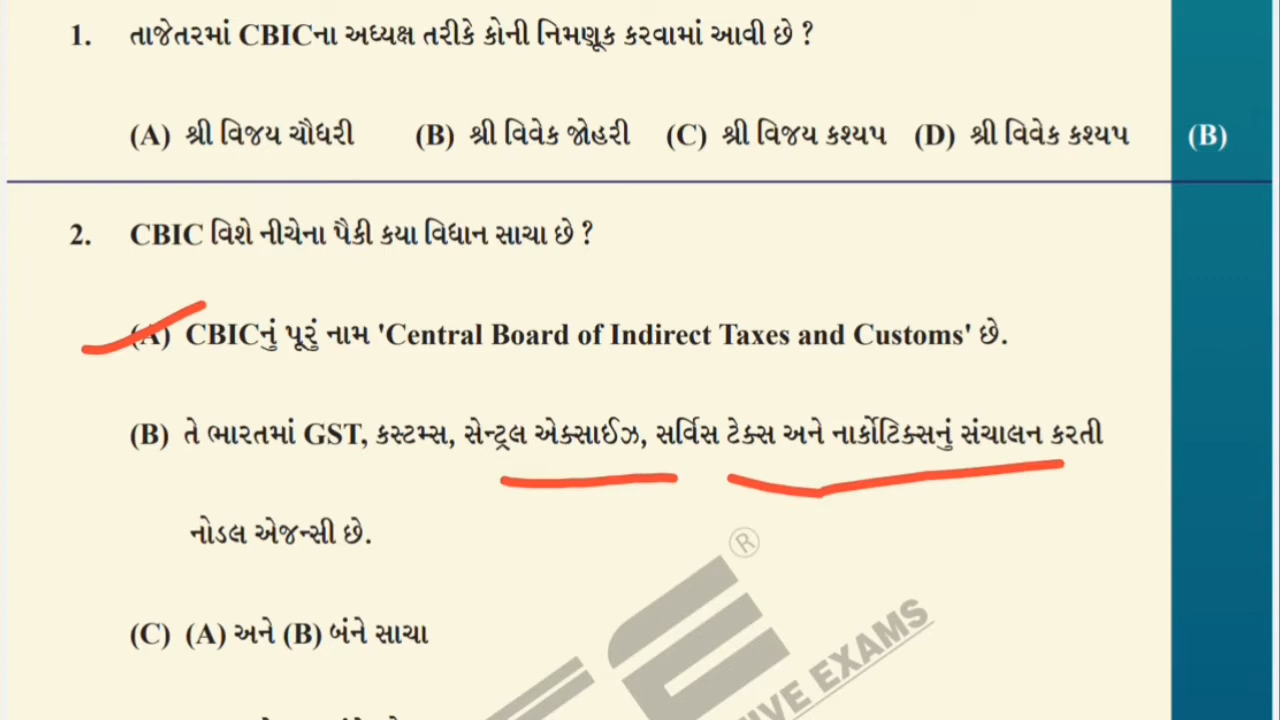 1. તાજેતરમાં CBICના અધ્યક્ષ તરીકે કોની નિમણૂક કરવામાં આવી છે ?
(A) શ્રી વિજય ચૌધરી (B) શ્રી વિવેક જોહરી (C) શ્રી વિજય કશ્યપ (D) શ્રી વિવેક કશ્યપ (B)
2. CBIC વિશે નીચેના પૈકી કયા વિધાન સાચા છે ?
(A) CBICનું પૂરું નામ 'Central Board of Indirect Taxes and Customs' છે.
(B) તે ભારતમાં GST, કસ્ટમ્સ, સેન્ટ્રલ એક્સાઈઝ, સર્વિસ ટેક્સ અને નાર્કોટિક્સનું સંચાલન કરતી
નોડલ એજન્સી છે.
®
(C) (A) અને (B) બંને સાચા
EXAMS